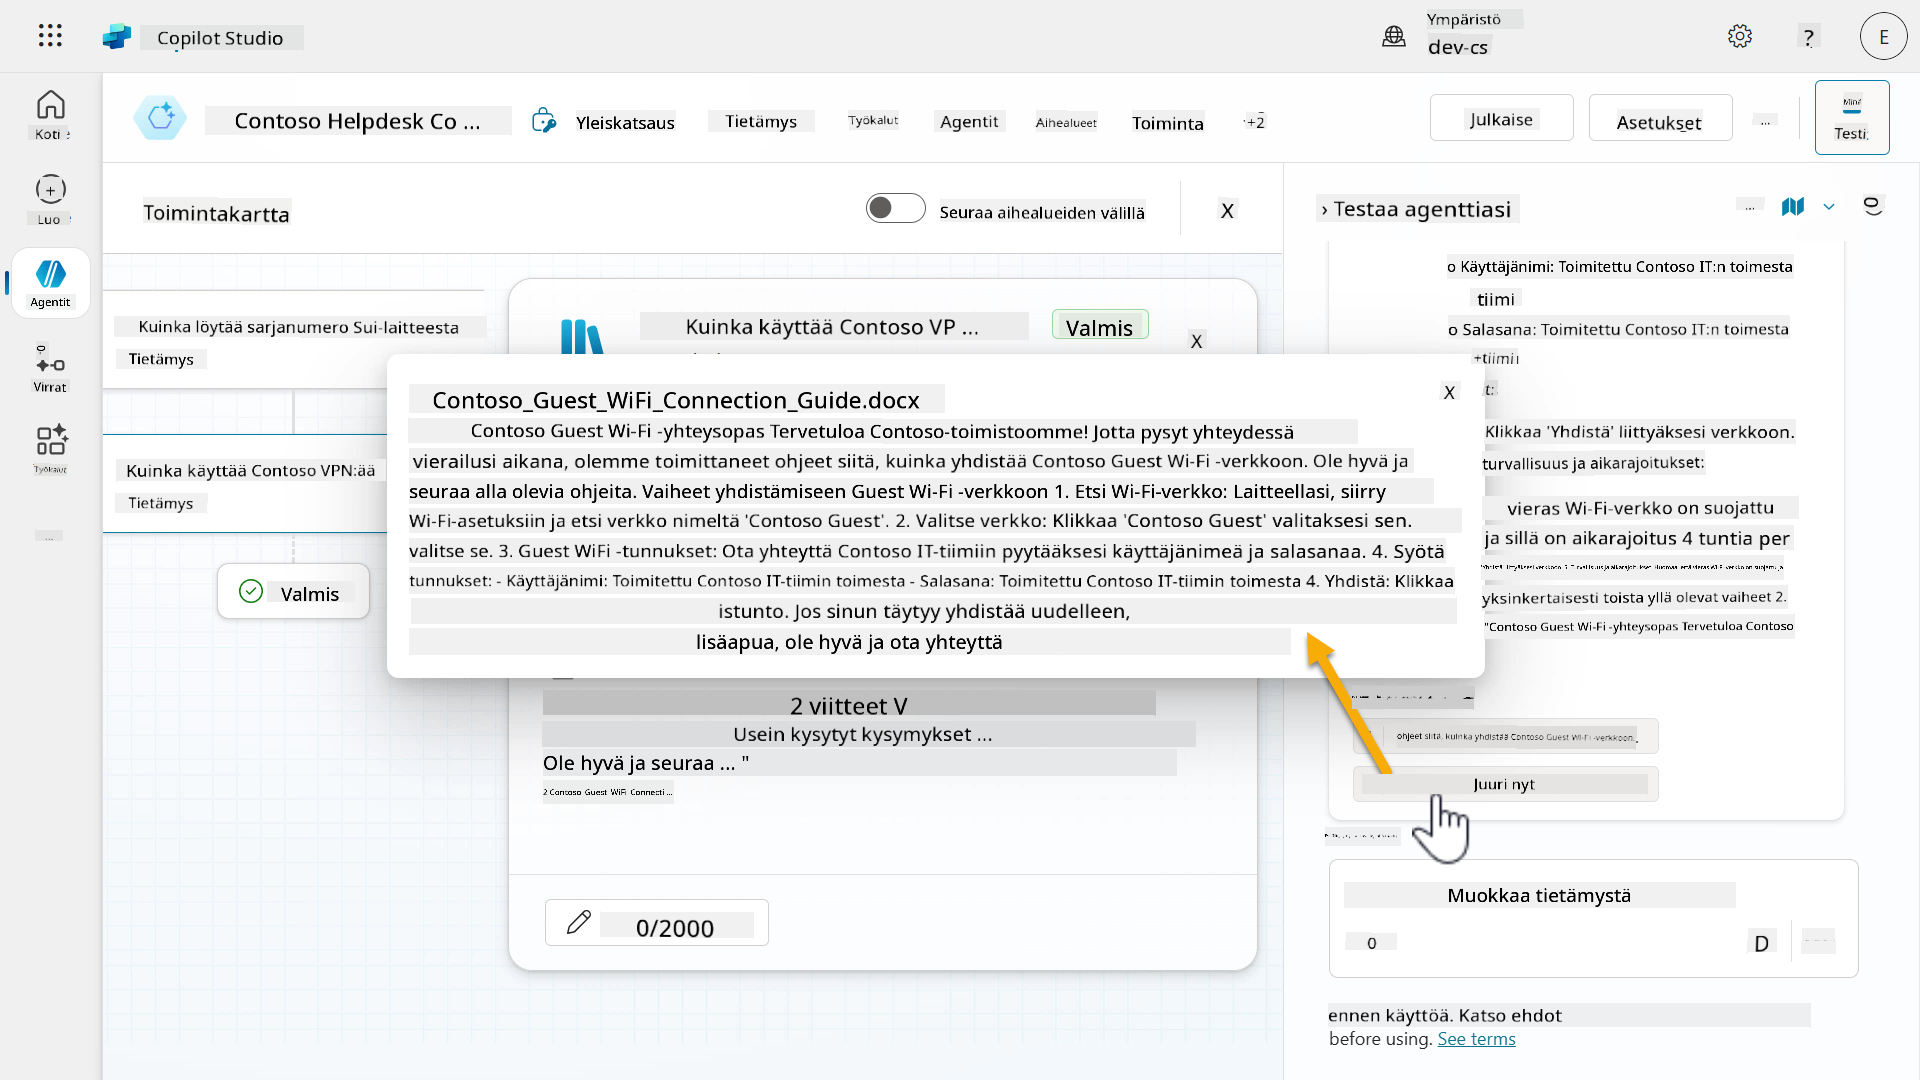 Copilot Studio
Ympäristö
dev-cs
?
E
Koti
Contoso Helpdesk Co ...
Yleiskatsaus
Tietämys
Työkalut
Agentit
Aihealueet
Toiminta
+2
Julkaise
Asetukset
...
Testi
Luo
Toimintakartta
Seuraa aihealueiden välillä
X
› Testaa agenttiasi
...
Agentit
o Käyttäjänimi: Toimitettu Contoso IT:n toimesta
tiimi
o Salasana: Toimitettu Contoso IT:n toimesta
+tiimiı
Kuinka löytää sarjanumero Sui-laitteesta
Tietämys
Kuinka käyttää Contoso VP ...
Valmis
X
Virrat
Contoso_Guest_WiFi_Connection_Guide.docx
X
Contoso Guest Wi-Fi -yhteysopas Tervetuloa Contoso-toimistoomme! Jotta pysyt yhteydessä
vierailusi aikana, olemme toimittaneet ohjeet siitä, kuinka yhdistää Contoso Guest Wi-Fi -verkkoon. Ole hyvä ja
seuraa alla olevia ohjeita. Vaiheet yhdistämiseen Guest Wi-Fi -verkkoon 1. Etsi Wi-Fi-verkko: Laitteellasi, siirry
Wi-Fi-asetuksiin ja etsi verkko nimeltä 'Contoso Guest'. 2. Valitse verkko: Klikkaa 'Contoso Guest' valitaksesi sen.
valitse se. 3. Guest WiFi -tunnukset: Ota yhteyttä Contoso IT-tiimiin pyytääksesi käyttäjänimeä ja salasanaa. 4. Syötä
tunnukset: - Käyttäjänimi: Toimitettu Contoso IT-tiimin toimesta - Salasana: Toimitettu Contoso IT-tiimin toimesta 4. Yhdistä: Klikkaa
istunto. Jos sinun täytyy yhdistää uudelleen,
lisäapua, ole hyvä ja ota yhteyttä
Klikkaa 'Yhdistä' liittyäksesi verkkoon.
turvallisuus ja aikarajoitukset:
vieras Wi-Fi-verkko on suojattu
ja sillä on aikarajoitus 4 tuntia per
yksinkertaisesti toista yllä olevat vaiheet 2.
"Contoso Guest Wi-Fi -yhteysopas Tervetuloa Contoso
Työkalut
Kuinka käyttää Contoso VPN:ää
Tietämys
...
Valmis
2 viitteet V
Usein kysytyt kysymykset ...
Ole hyvä ja seuraa ... "
2 Contoso Guest WiFi Connecti ...
ohjeet siitä, kuinka yhdistää Contoso Guest Wi-Fi -verkkoon.
Juuri nyt
0/2000
Muokkaa tietämystä
0
D
ennen käyttöä. Katso ehdot
before using. See terms